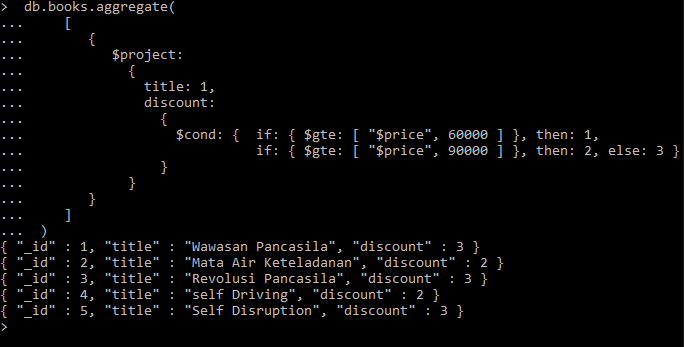 >  db.books.aggregate(
...     [
...        {
...           $project:
...             {
...               title: 1,
...               discount:
...                 {
...                   $cond: {  if: { $gte: [ "$price", 60000 ] }, then: 1,
...                             if: { $gte: [ "$price", 90000 ] }, then: 2, else: 3 }
...                 }
...             }
...        }
...     ]
...  )
{ "_id" : 1, "title" : "Wawasan Pancasila", "discount" : 3 }
{ "_id" : 2, "title" : "Mata Air Keteladanan", "discount" : 2 }
{ "_id" : 3, "title" : "Revolusi Pancasila", "discount" : 3 }
{ "_id" : 4, "title" : "self Driving", "discount" : 2 }
{ "_id" : 5, "title" : "Self Disruption", "discount" : 3 }
>